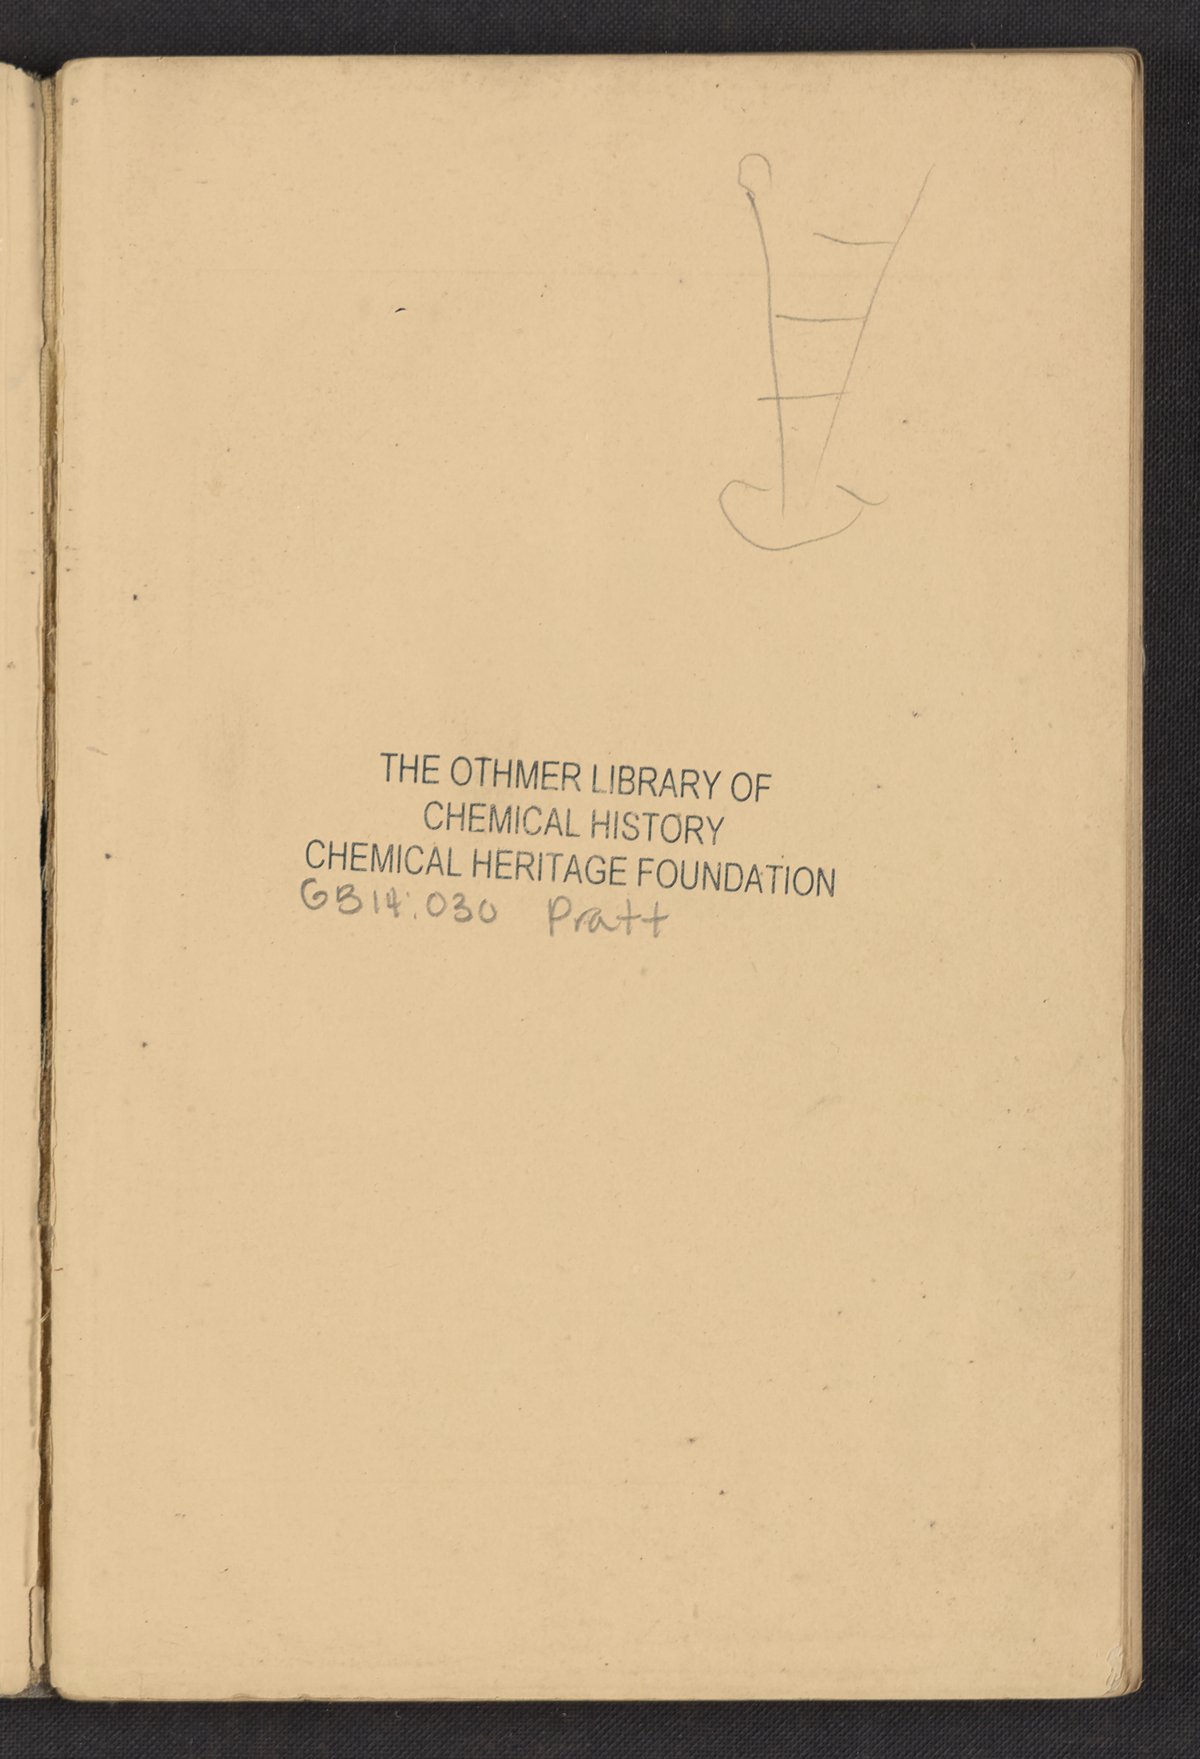 THE OTHMER LIBRARY OF
CHEMICAL HISTORY
CHEMICAL HERITAGE FOUNDATION
GB14:030 Pratt